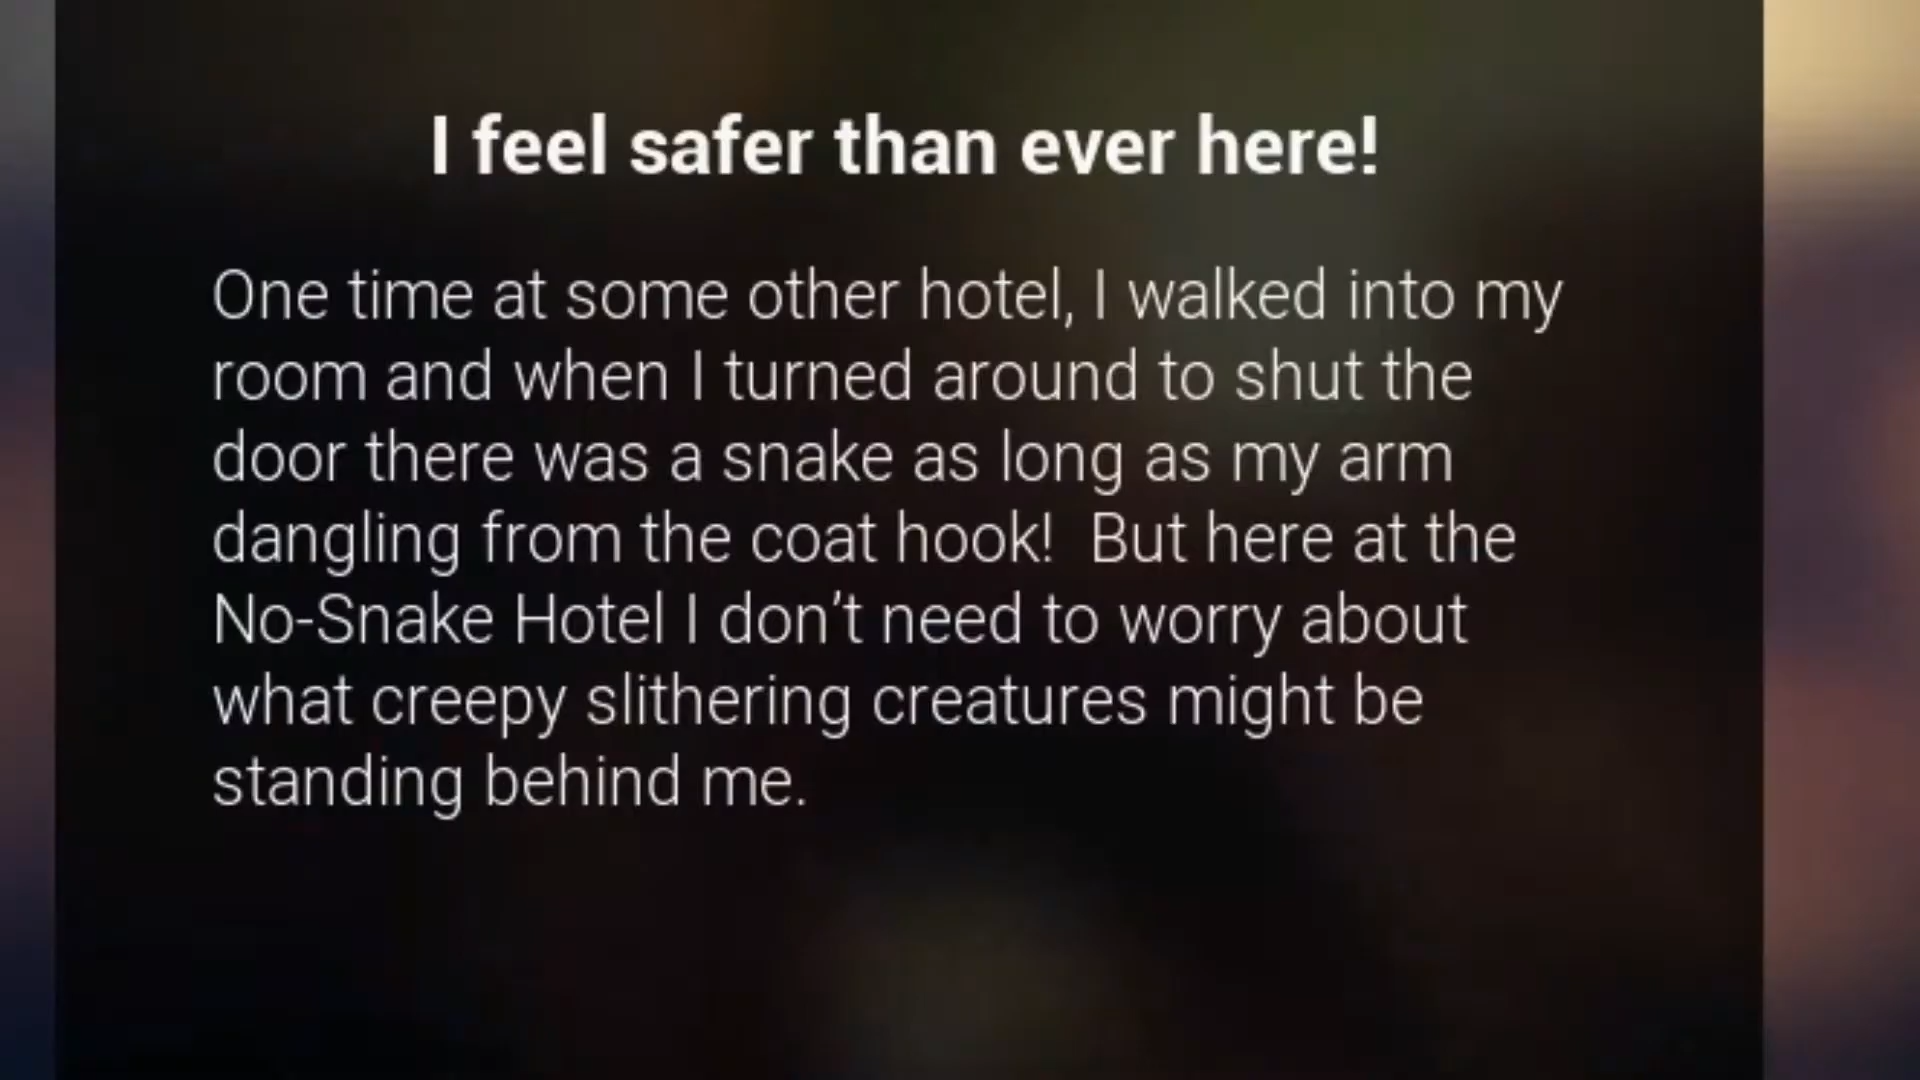 I feel safer than ever here!
One time at some other hotel, I walked into my
room and when I turned around to shut the
door there was a snake as long as my arm
dangling from the coat hook!  But here at the
No-Snake Hotel I don’t need to worry about
what creepy slithering creatures might be
standing behind me.